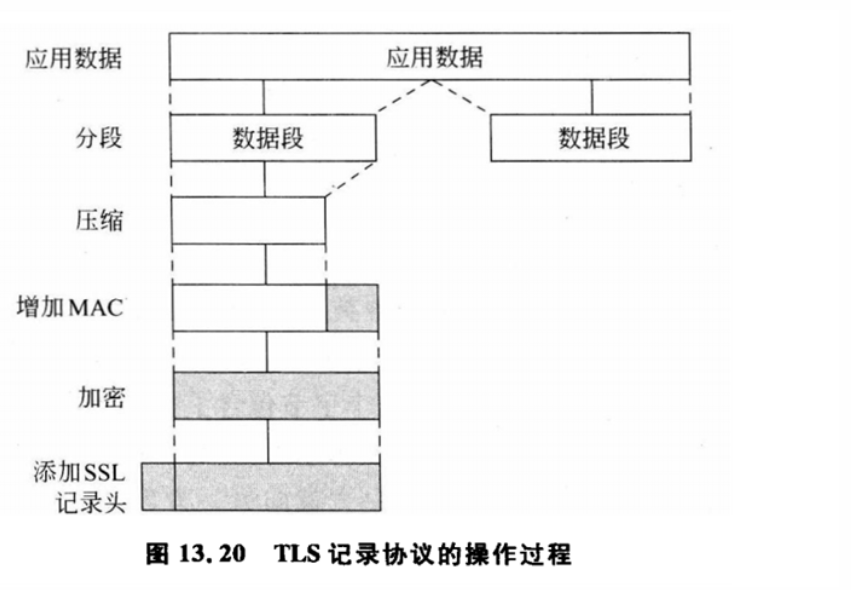 应用数据
应用数据
分段
数据段
数据段
压缩
增加MAC
加密
添加SSL
记录头
图 13.20 TLS 记录协议的操作过程